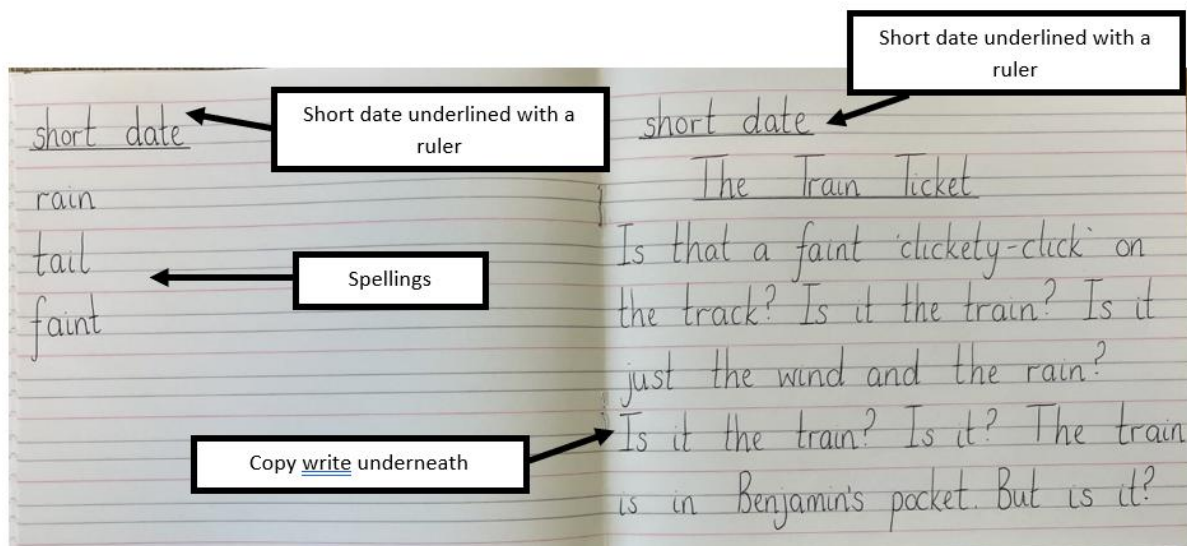 Short date underlined with a
ruler
short date
Short date underlined with a
ruler
rain
tail
Spellings
faint
Copy write underneath
short date
The Train Ticket
Is that a faint 'clickety-click' on
the track? Is it the train? Is it
just the wind and the rain?
Is it the train? Is it? The train
is in Benjamin's pocket. But is it?